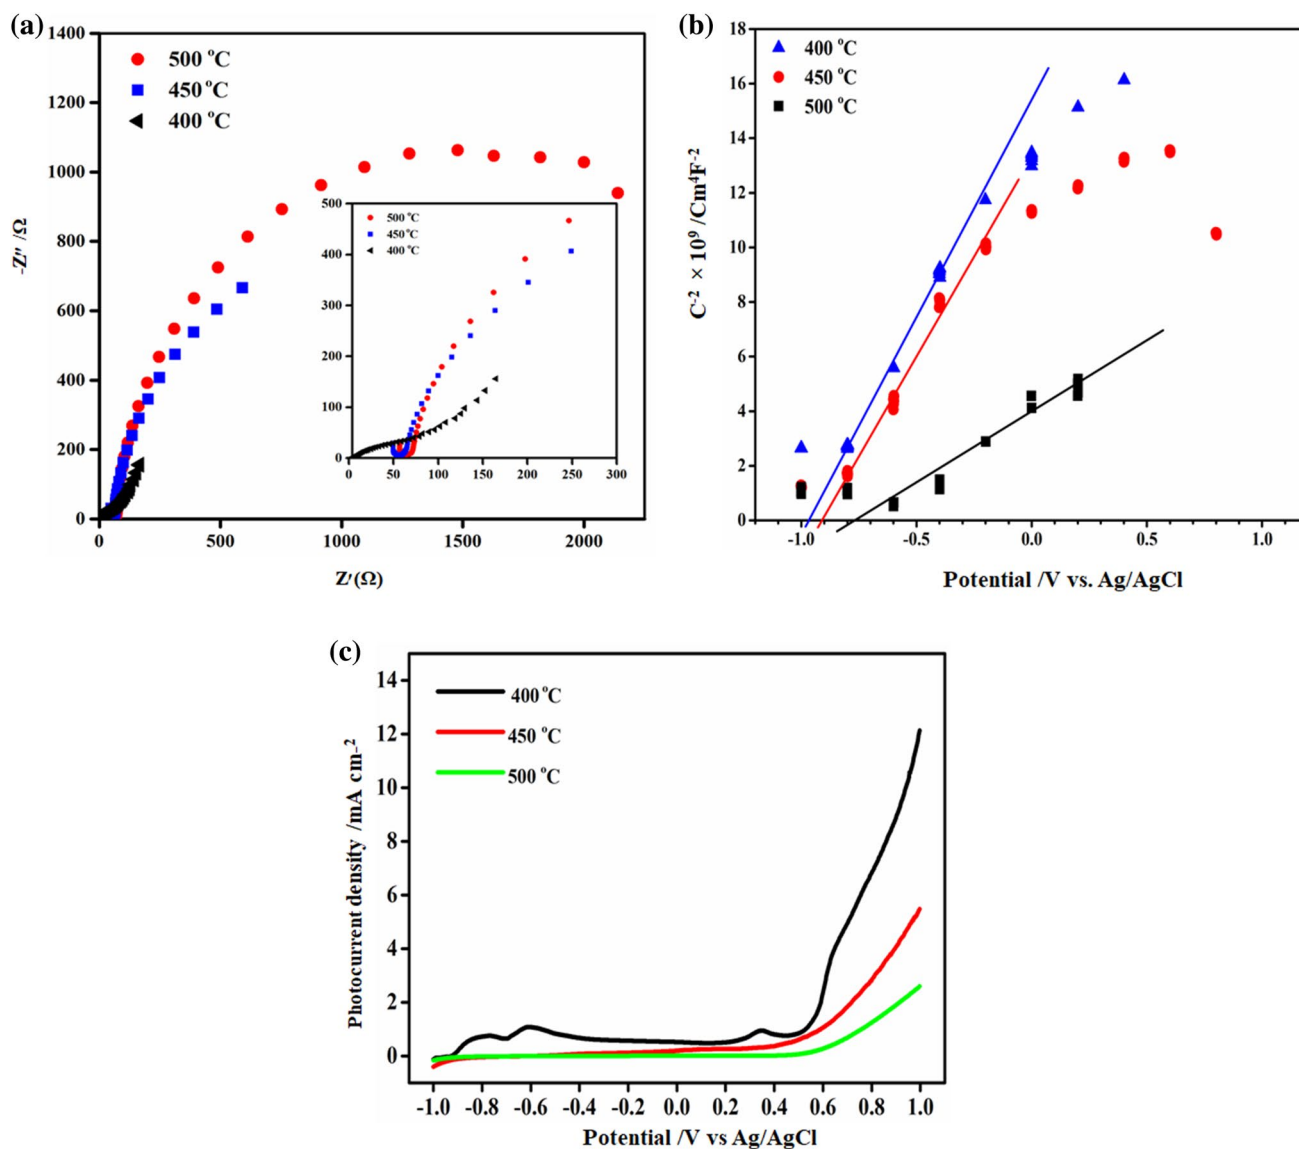 (a)
1400
1200
1000
800
600
400
200
0
-Z″ /Ω
500 °C
450 °C
400 °C
500
400
300
200
100
0
500 °C
450 °C
400 °C
0 50 100 150 200 250 300
0 500 1000 1500 2000
Z′(Ω)
(b)
18
16
14
12
10
8
6
4
2
0
C⁻² × 10⁹ /Cm⁴F⁻²
400 °C
450 °C
500 °C
-1.0 -0.5 0.0 0.5 1.0
Potential /V vs. Ag/AgCl
(c)
14
12
10
8
6
4
2
0
Photocurrent density /mA cm⁻²
400 °C
450 °C
500 °C
-1.0 -0.8 -0.6 -0.4 -0.2 0.0 0.2 0.4 0.6 0.8 1.0
Potential /V vs Ag/AgCl